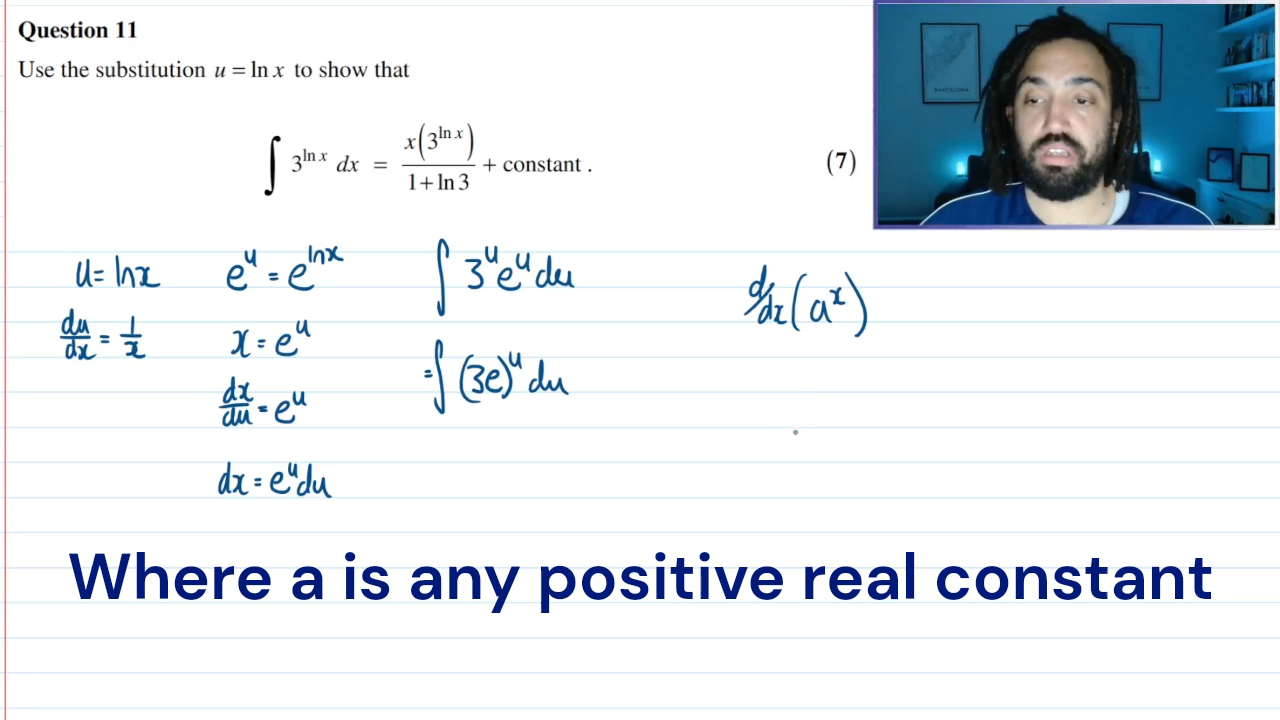 Question 11
Use the substitution u = ln x to show that
∫ 3^{ln x} dx = x(3^{ln x}) / (1 + ln 3) + constant . (7)
BARCELONA
u = ln x
du/dx = 1/x
e^u = e^{ln x}
x = e^u
dx/du = e^u
dx = e^u du
∫ 3^u e^u du
= ∫ (3e)^u du
d/dx (a^x)
Where a is any positive real constant